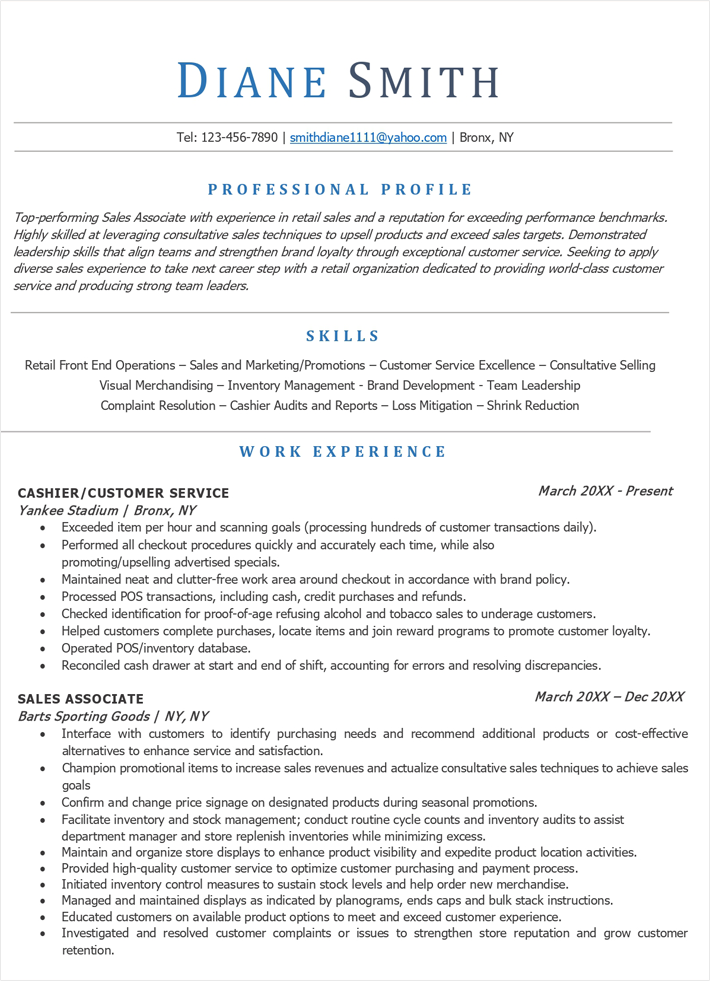 DIANE SMITH
Tel: 123-456-7890 | smithdiane1111@yahoo.com | Bronx, NY
PROFESSIONAL PROFILE
Top-performing Sales Associate with experience in retail sales and a reputation for exceeding performance benchmarks.
Highly skilled at leveraging consultative sales techniques to upsell products and exceed sales targets. Demonstrated
leadership skills that align teams and strengthen brand loyalty through exceptional customer service. Seeking to apply
diverse sales experience to take next career step with a retail organization dedicated to providing world-class customer
service and producing strong team leaders.
SKILLS
Retail Front End Operations – Sales and Marketing/Promotions – Customer Service Excellence – Consultative Selling
Visual Merchandising – Inventory Management - Brand Development - Team Leadership
Complaint Resolution – Cashier Audits and Reports – Loss Mitigation – Shrink Reduction
WORK EXPERIENCE
CASHIER/CUSTOMER SERVICE March 20XX - Present
Yankee Stadium | Bronx, NY
• Exceeded item per hour and scanning goals (processing hundreds of customer transactions daily).
• Performed all checkout procedures quickly and accurately each time, while also
promoting/upselling advertised specials.
• Maintained neat and clutter-free work area around checkout in accordance with brand policy.
• Processed POS transactions, including cash, credit purchases and refunds.
• Checked identification for proof-of-age refusing alcohol and tobacco sales to underage customers.
• Helped customers complete purchases, locate items and join reward programs to promote customer loyalty.
• Operated POS/inventory database.
• Reconciled cash drawer at start and end of shift, accounting for errors and resolving discrepancies.
SALES ASSOCIATE March 20XX – Dec 20XX
Barts Sporting Goods | NY, NY
• Interface with customers to identify purchasing needs and recommend additional products or cost-effective
alternatives to enhance service and satisfaction.
• Champion promotional items to increase sales revenues and actualize consultative sales techniques to achieve sales
goals
• Confirm and change price signage on designated products during seasonal promotions.
• Facilitate inventory and stock management; conduct routine cycle counts and inventory audits to assist
department manager and store replenish inventories while minimizing excess.
• Maintain and organize store displays to enhance product visibility and expedite product location activities.
• Provided high-quality customer service to optimize customer purchasing and payment process.
• Initiated inventory control measures to sustain stock levels and help order new merchandise.
• Managed and maintained displays as indicated by planograms, ends caps and bulk stack instructions.
• Educated customers on available product options to meet and exceed customer experience.
• Investigated and resolved customer complaints or issues to strengthen store reputation and grow customer
retention.